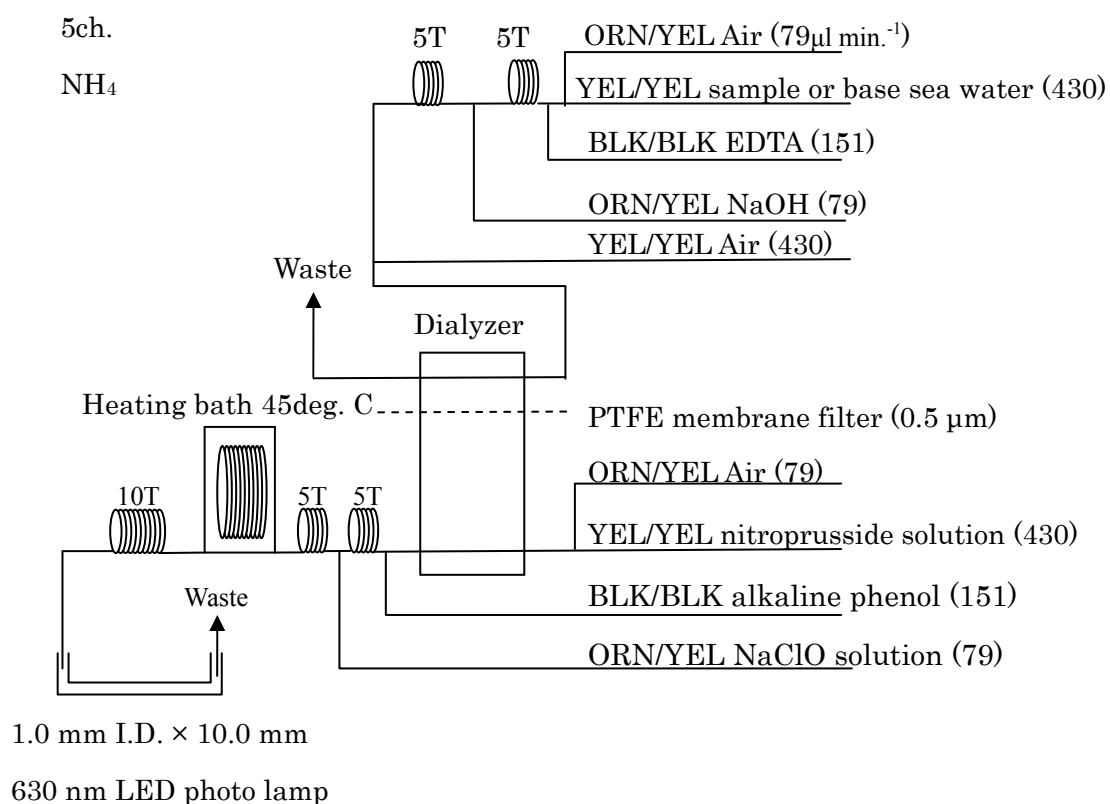 5ch.
NH₄
5T 5T
ORN/YEL Air (79μl min.⁻¹)
YEL/YEL sample or base sea water (430)
BLK/BLK EDTA (151)
ORN/YEL NaOH (79)
YEL/YEL Air (430)
Waste
Dialyzer
Heating bath 45deg. C
PTFE membrane filter (0.5 μm)
ORN/YEL Air (79)
10T 5T 5T
YEL/YEL nitroprusside solution (430)
Waste
BLK/BLK alkaline phenol (151)
ORN/YEL NaClO solution (79)
1.0 mm I.D. × 10.0 mm
630 nm LED photo lamp